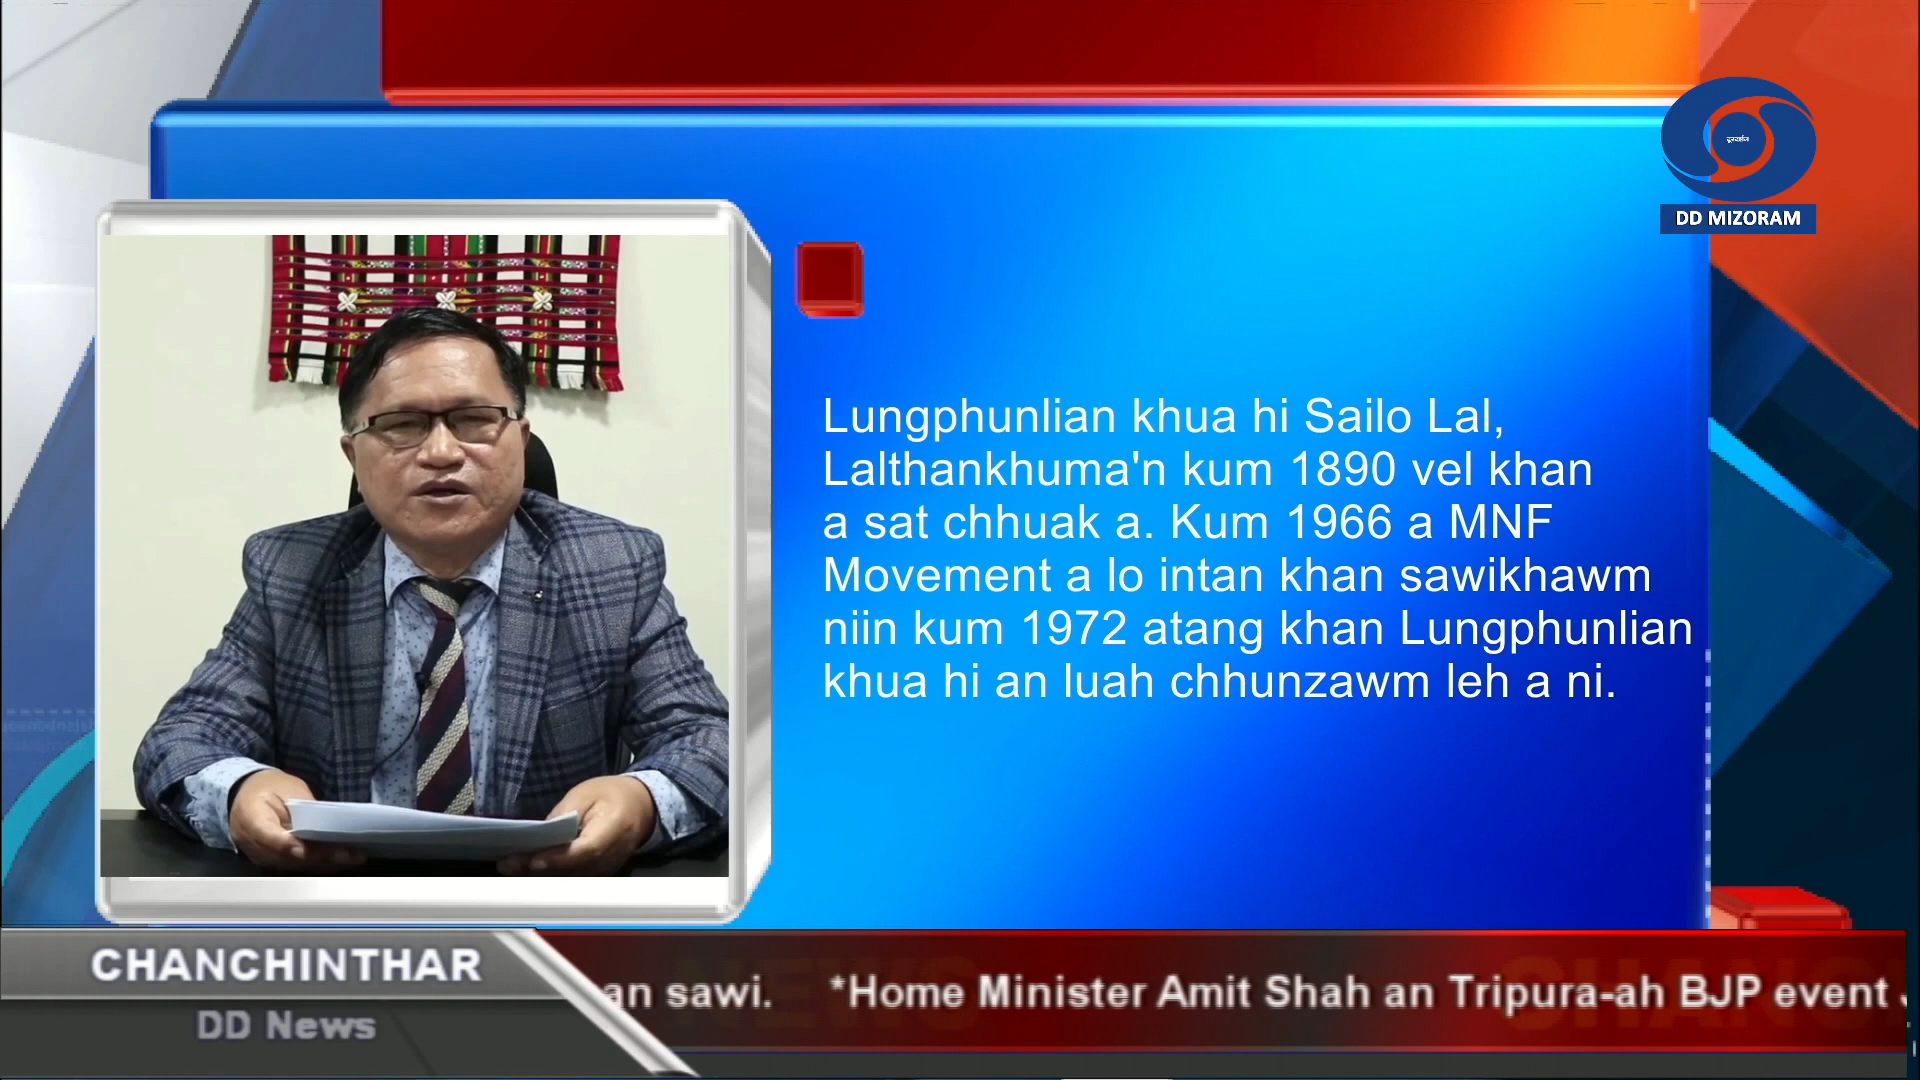 दूरदर्शन
DD MIZORAM
Lungphunlian khua hi Sailo Lal,
Lalthankhuma'n kum 1890 vel khan
a sat chhuak a. Kum 1966 a MNF
Movement a lo intan khan sawikhawm
niin kum 1972 atang khan Lungphunlian
khua hi an luah chhunzawm leh a ni.
CHANCHINTHAR
DD News
an sawi. *Home Minister Amit Shah an Tripura-ah BJP event